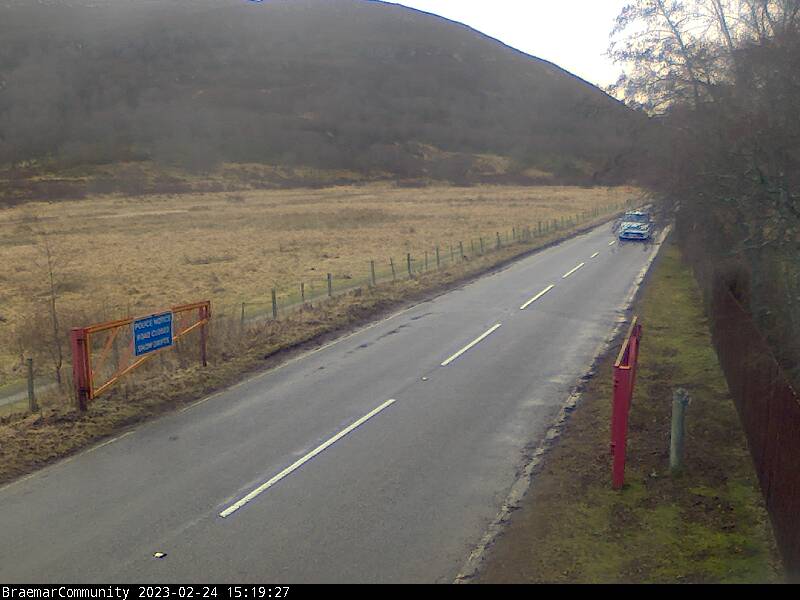 POLICE NOTICE
ROAD CLOSED
SNOW DRIFTS
BraemarCommunity 2023-02-24 15:19:27